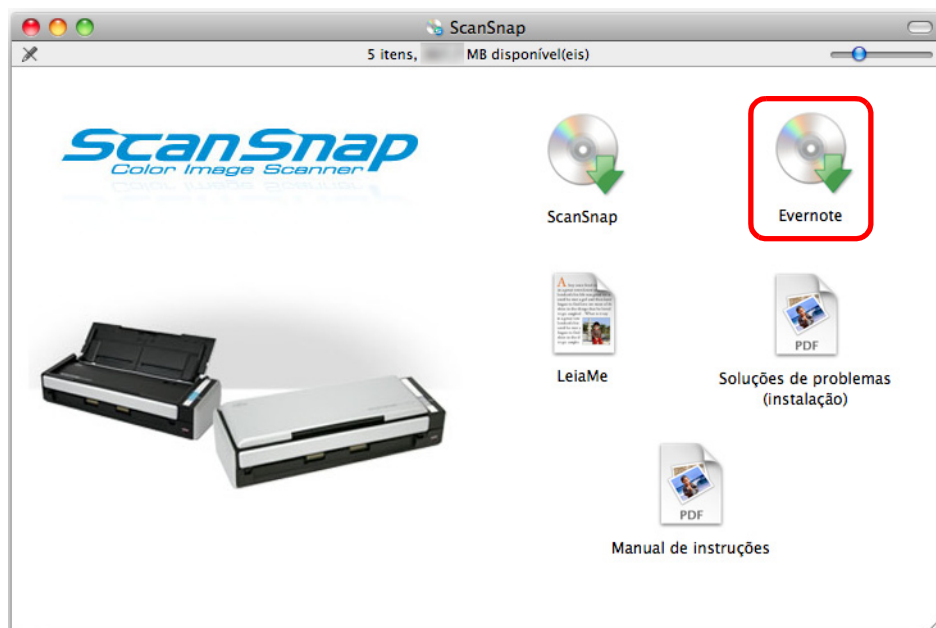 ScanSnap
5 itens, MB disponível(eis)
ScanSnap
Color Image Scanner
ScanSnap
Evernote
LeiaMe
PDF
Soluções de problemas
(instalação)
PDF
Manual de instruções